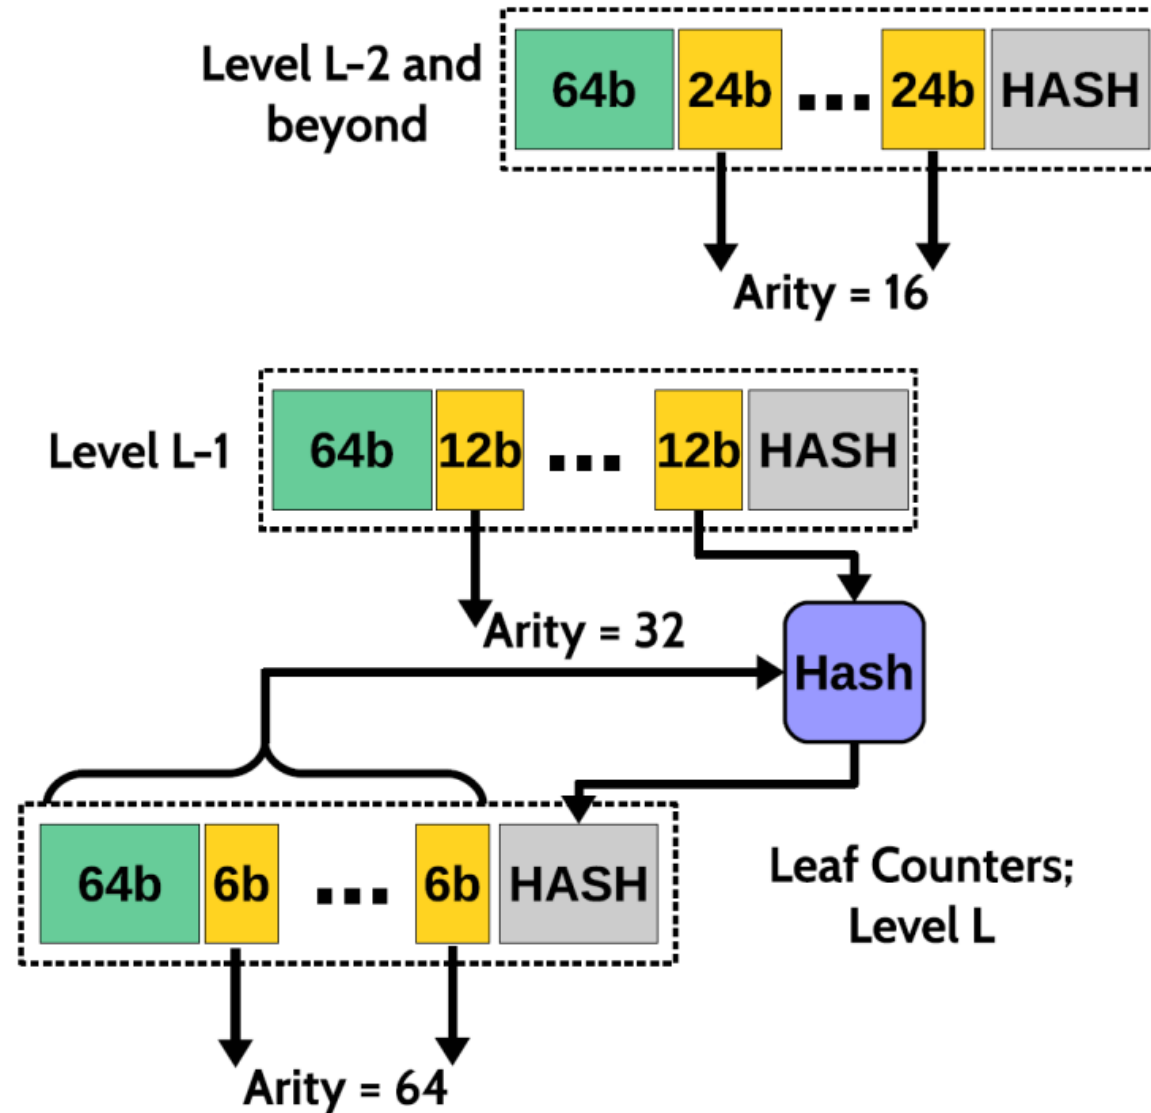 Level L-2 and
beyond
64b 24b ... 24b HASH
Arity = 16
Level L-1
64b 12b ... 12b HASH
Arity = 32
Hash
64b 6b ... 6b HASH
Leaf Counters;
Level L
Arity = 64